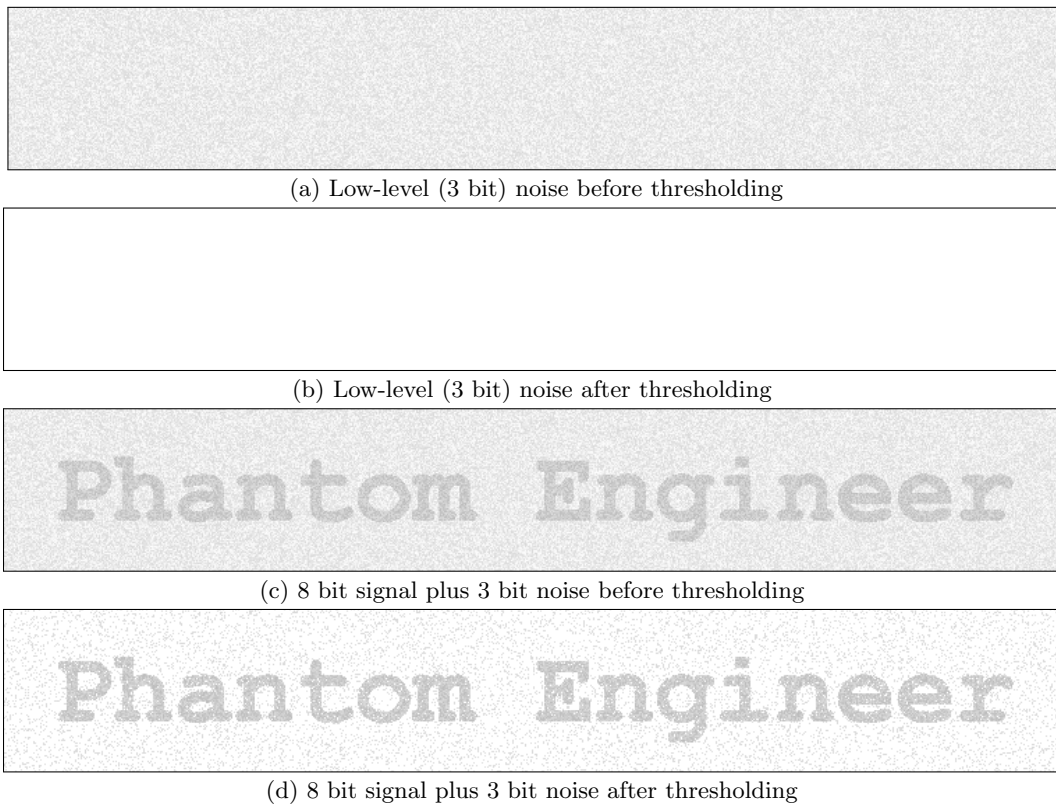 (a) Low-level (3 bit) noise before thresholding
(b) Low-level (3 bit) noise after thresholding
Phantom Engineer
(c) 8 bit signal plus 3 bit noise before thresholding
Phantom Engineer
(d) 8 bit signal plus 3 bit noise after thresholding